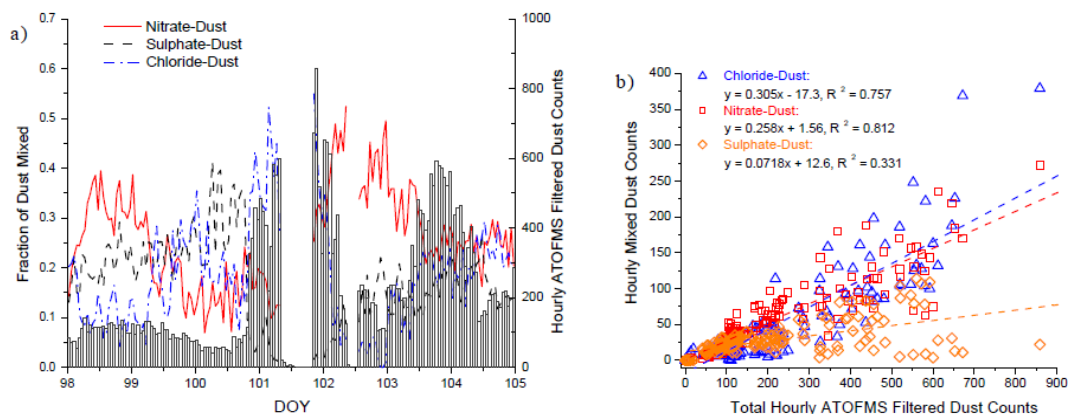 a)
Nitrate-Dust
Sulphate-Dust
Chloride-Dust
Fraction of Dust Mixed
0.7
0.6
0.5
0.4
0.3
0.2
0.1
0.0
98 99 100 101 102 103 104 105
DOY
1000
800
600
400
200
0
Hourly ATOFMS Filtered Dust Counts
b)
Chloride-Dust:
y = 0.305x - 17.3, R 2 = 0.757
Nitrate-Dust:
y = 0.258x + 1.56, R 2 = 0.812
Sulphate-Dust:
y = 0.0718x + 12.6, R 2 = 0.331
Hourly Mixed Dust Counts
400
350
300
250
200
150
100
50
0
0 100 200 300 400 500 600 700 800 900
Total Hourly ATOFMS Filtered Dust Counts